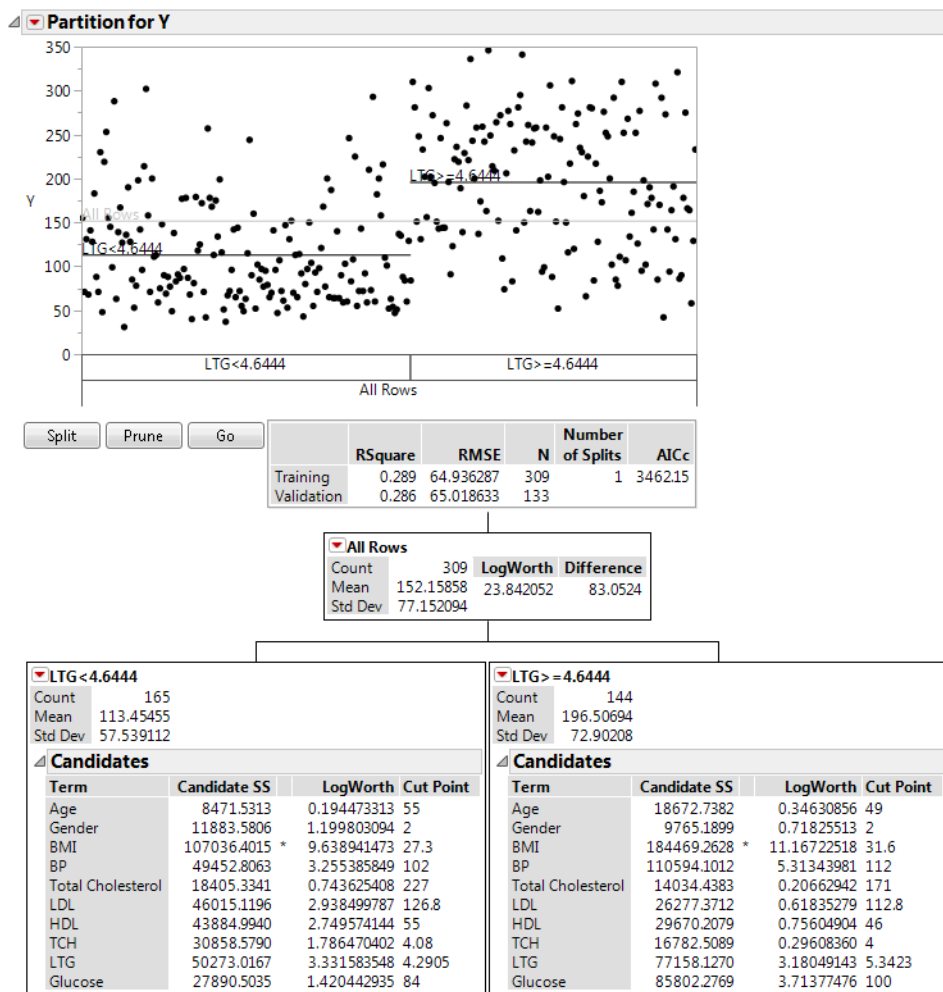 Partition for Y
350
300
250
200
150
100
50
0
Y
All Rows
LTG<4.6444
LTG>=4.6444
LTG<4.6444 LTG>=4.6444
All Rows
Split Prune Go
RSquare RMSE N Number of Splits AICc
Training 0.289 64.936287 309 1 3462.15
Validation 0.286 65.018633 133
All Rows
Count 309 LogWorth Difference
Mean 152.15858 23.842052 83.0524
Std Dev 77.152094
LTG<4.6444
Count 165
Mean 113.45455
Std Dev 57.539112
Candidates
Term Candidate SS LogWorth Cut Point
Age 8471.5313 0.194473313 55
Gender 11883.5806 1.199803094 2
BMI 107036.4015 * 9.638941473 27.3
BP 49452.8063 3.255385849 102
Total Cholesterol 18405.3341 0.743625408 227
LDL 46015.1196 2.938499787 126.8
HDL 43884.9940 2.749574144 55
TCH 30858.5790 1.786470402 4.08
LTG 50273.0167 3.331583548 4.2905
Glucose 27890.5035 1.420442935 84
LTG>=4.6444
Count 144
Mean 196.50694
Std Dev 72.90208
Candidates
Term Candidate SS LogWorth Cut Point
Age 18672.7382 0.34630856 49
Gender 9765.1899 0.71825513 2
BMI 184469.2628 * 11.16722518 31.6
BP 110594.1012 5.31343981 112
Total Cholesterol 14034.4383 0.20662942 171
LDL 26277.3712 0.61835279 112.8
HDL 29670.2079 0.75604904 46
TCH 16782.5089 0.29608360 4
LTG 77158.1270 3.18049143 5.3423
Glucose 85802.2769 3.71377476 100